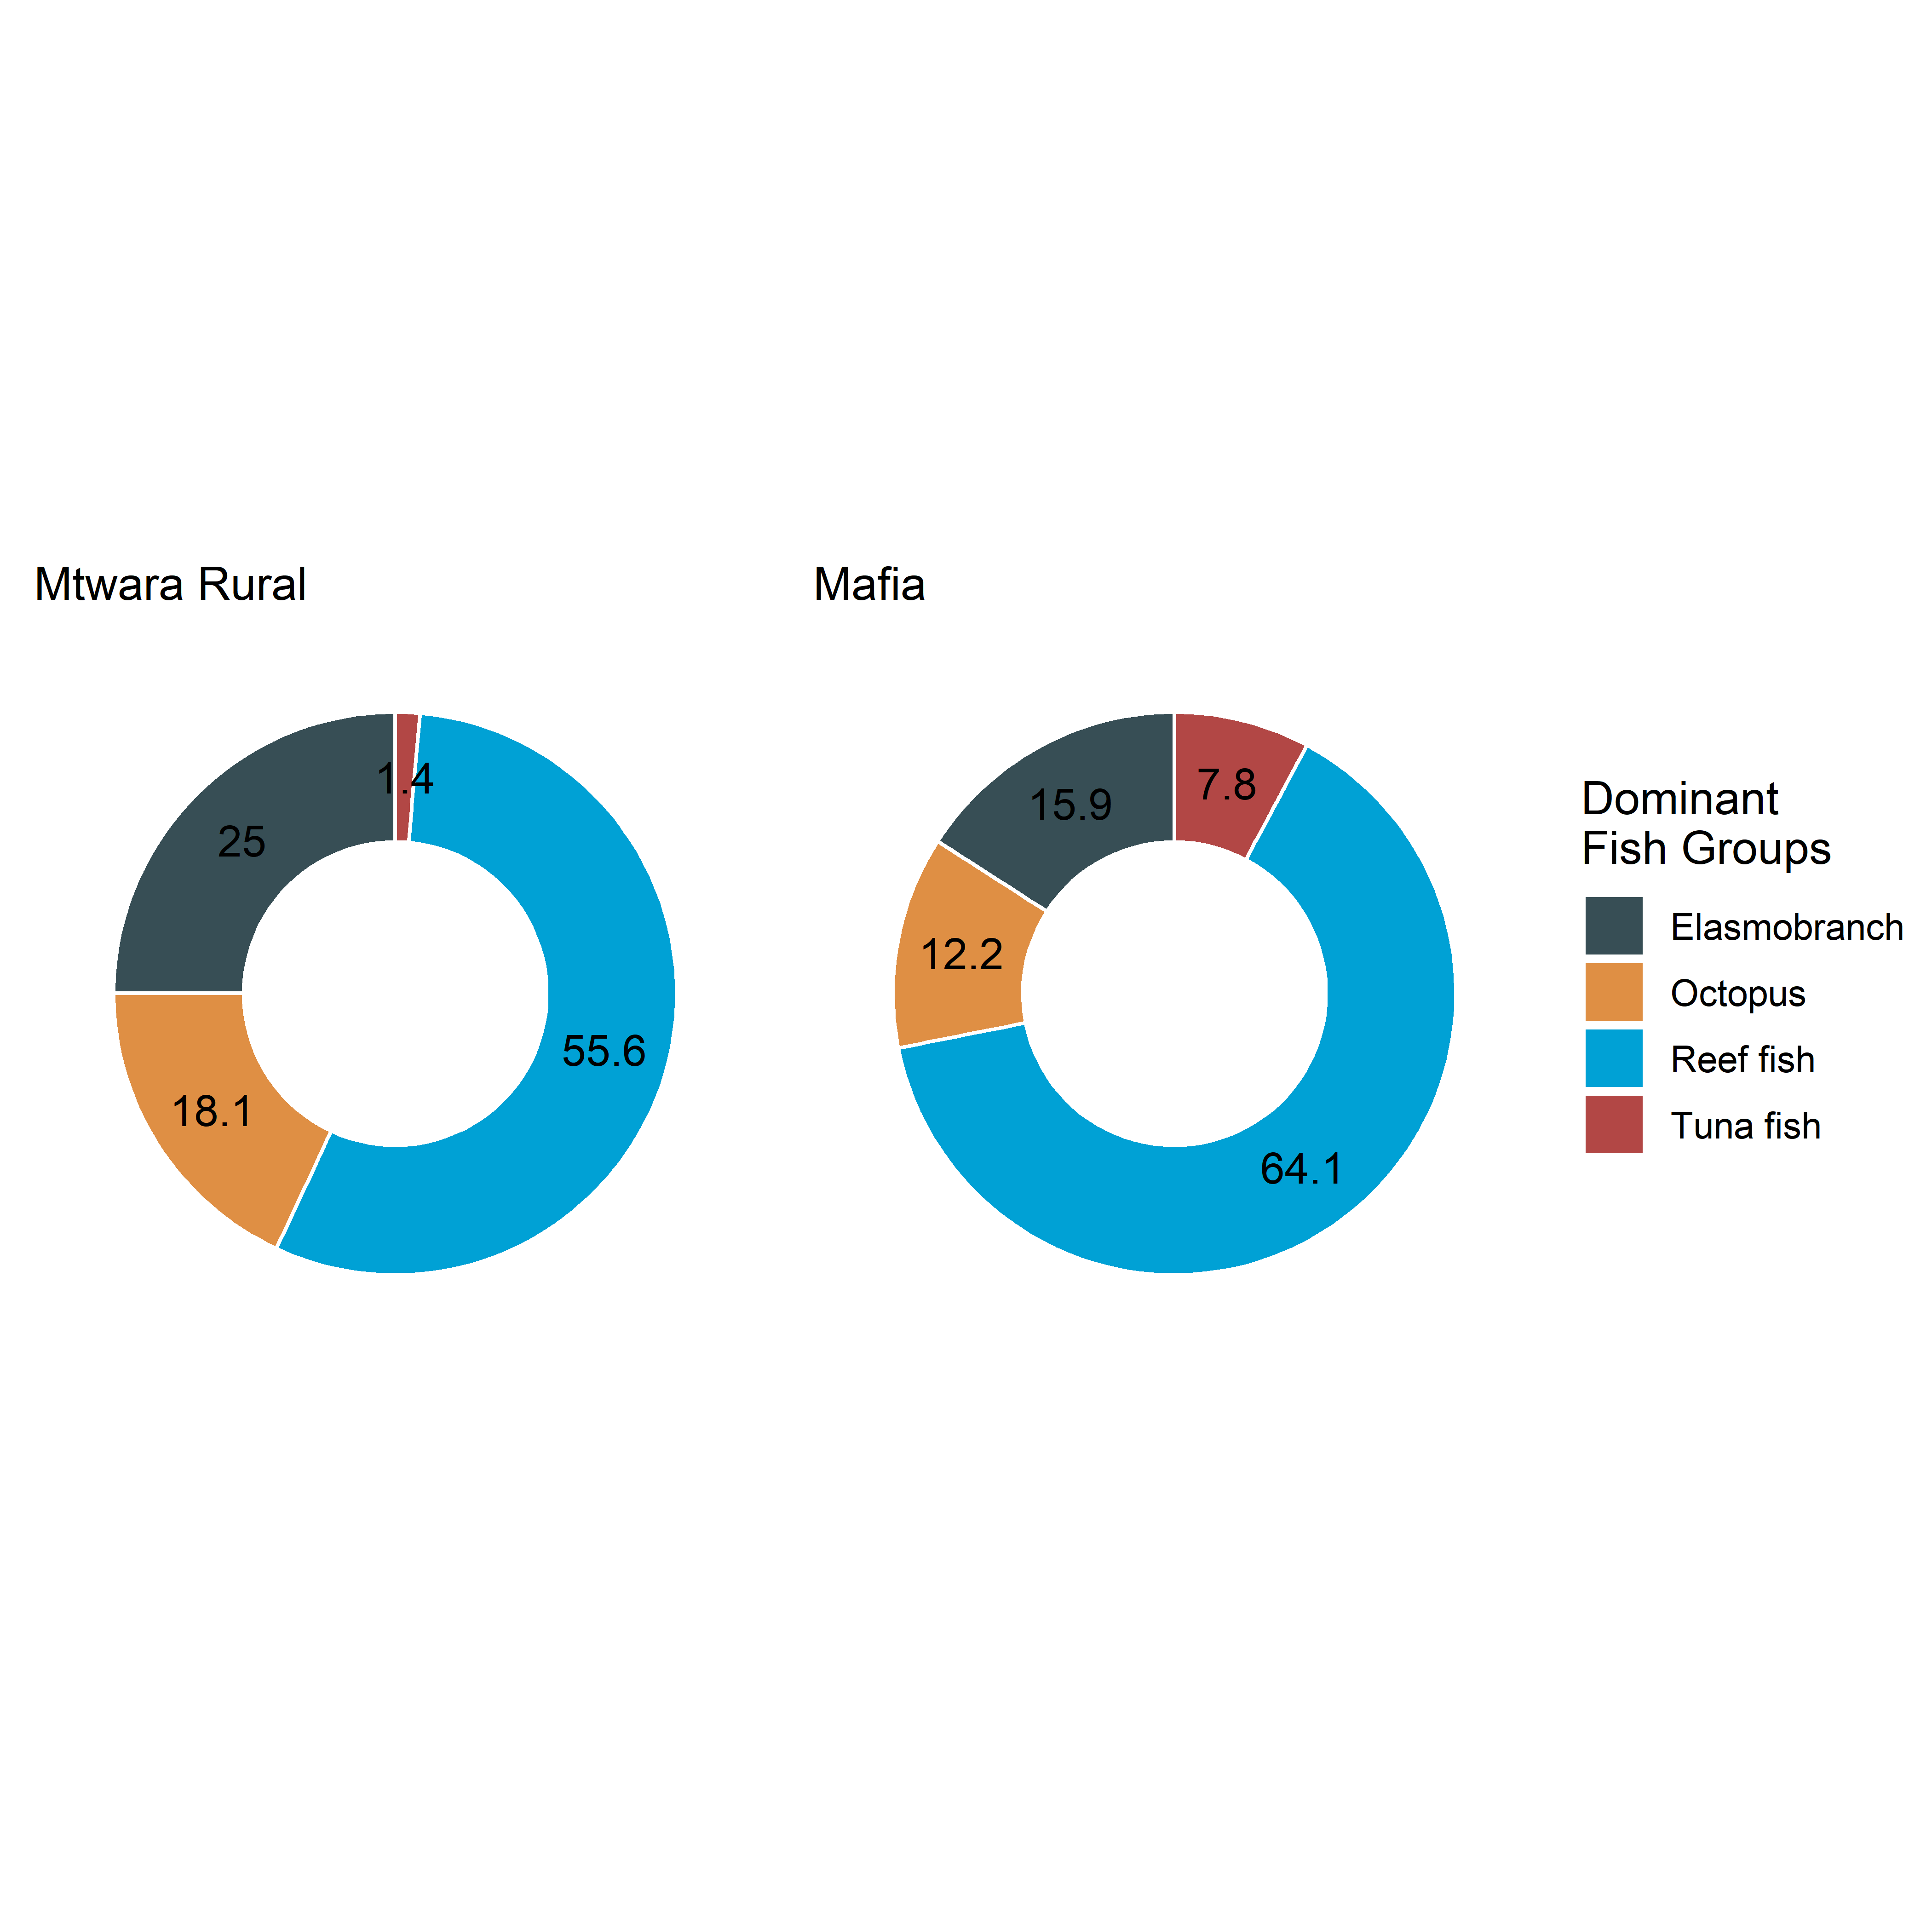 Mtwara Rural
1.4
25
55.6
18.1
Mafia
7.8
15.9
12.2
64.1
Dominant
Fish Groups
Elasmobranch
Octopus
Reef fish
Tuna fish